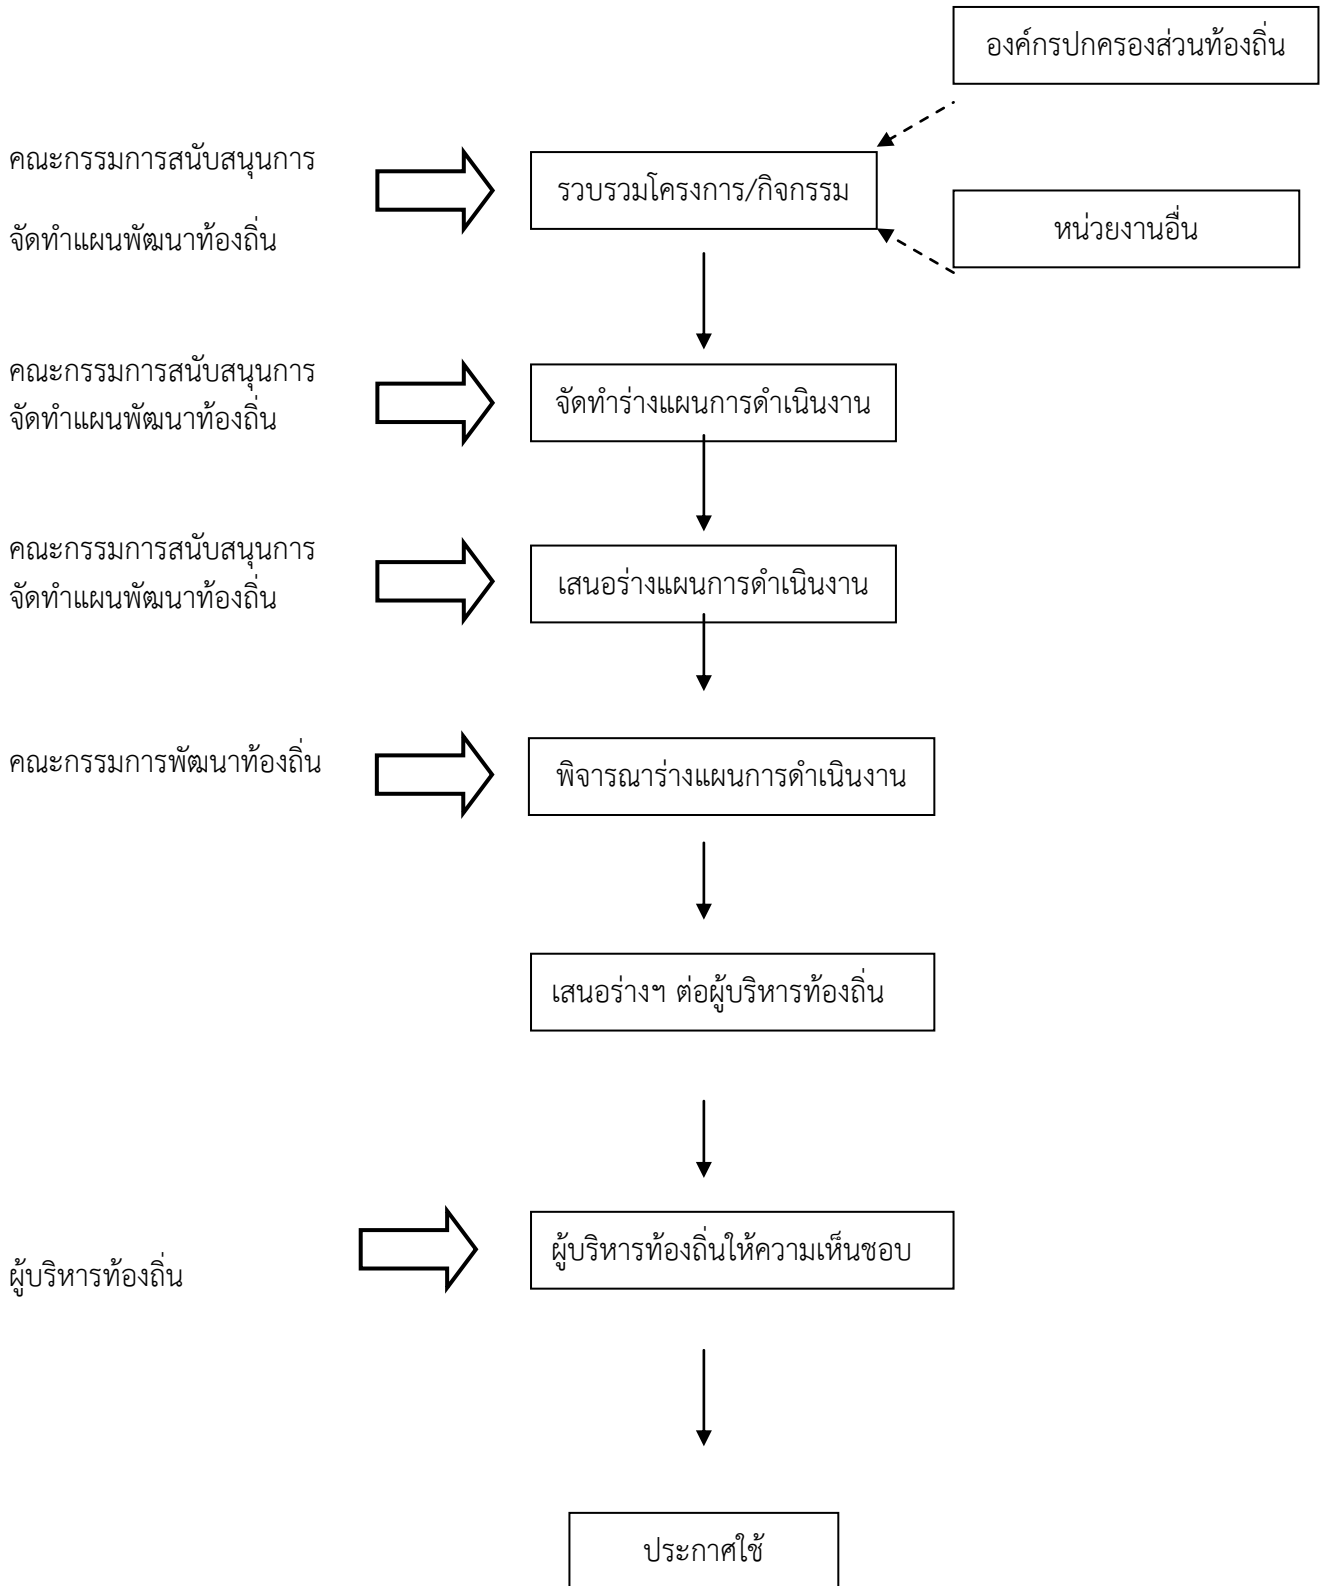 องค์กรปกครองส่วนท้องถิ่น
คณะกรรมการสนับสนุนการ
จัดทำแผนพัฒนาท้องถิ่น
รวบรวมโครงการ/กิจกรรม
หน่วยงานอื่น
คณะกรรมการสนับสนุนการ
จัดทำแผนพัฒนาท้องถิ่น
จัดทำร่างแผนการดำเนินงาน
คณะกรรมการสนับสนุนการ
จัดทำแผนพัฒนาท้องถิ่น
เสนอร่างแผนการดำเนินงาน
คณะกรรมการพัฒนาท้องถิ่น
พิจารณาร่างแผนการดำเนินงาน
เสนอร่างฯ ต่อผู้บริหารท้องถิ่น
ผู้บริหารท้องถิ่น
ผู้บริหารท้องถิ่นให้ความเห็นชอบ
ประกาศใช้